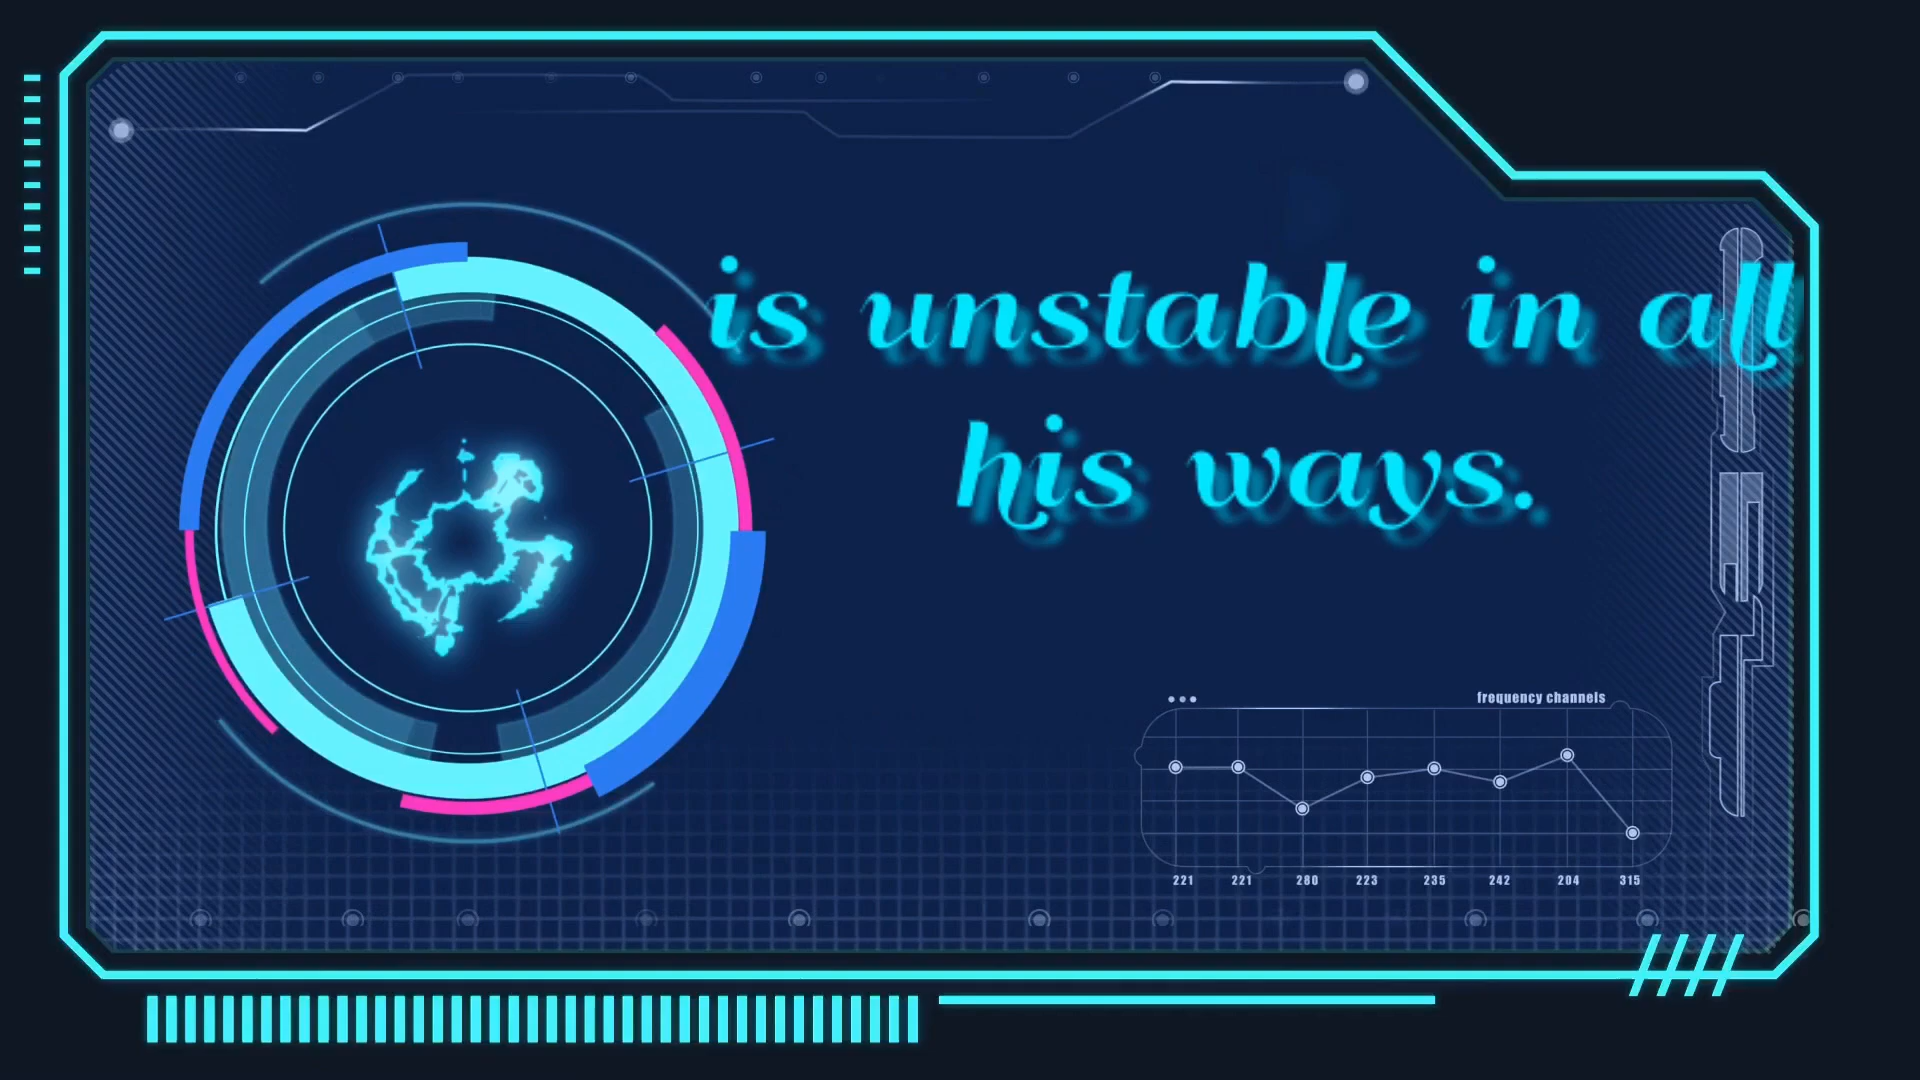 is unstable in all
his ways.
frequency channels
221 221 280 223 235 242 204 315